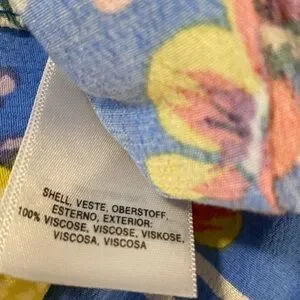 SHELL, VESTE, OBERSTOFF,
ESTERNO, EXTERIOR:
100% VISCOSE, VISCOSE, VISKOSE,
VISCOSA, VISCOSA